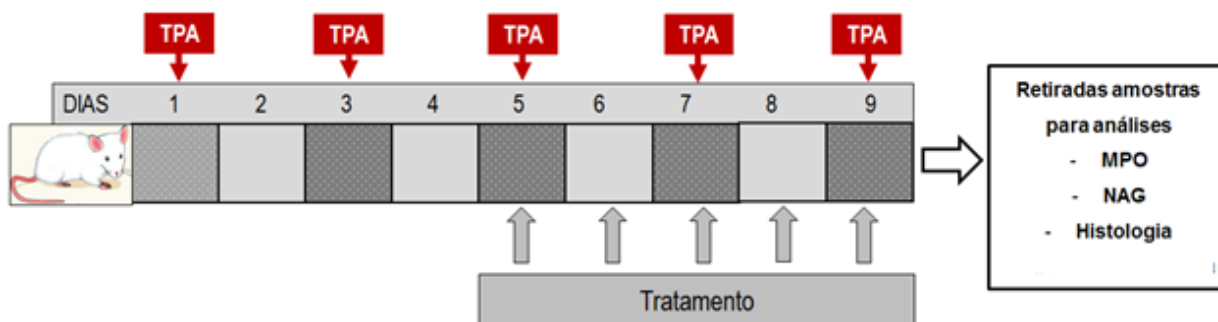 TPA TPA TPA TPA TPA
DIAS 1 2 3 4 5 6 7 8 9
Retiradas amostras
para análises
- MPO
- NAG
- Histologia
Tratamento